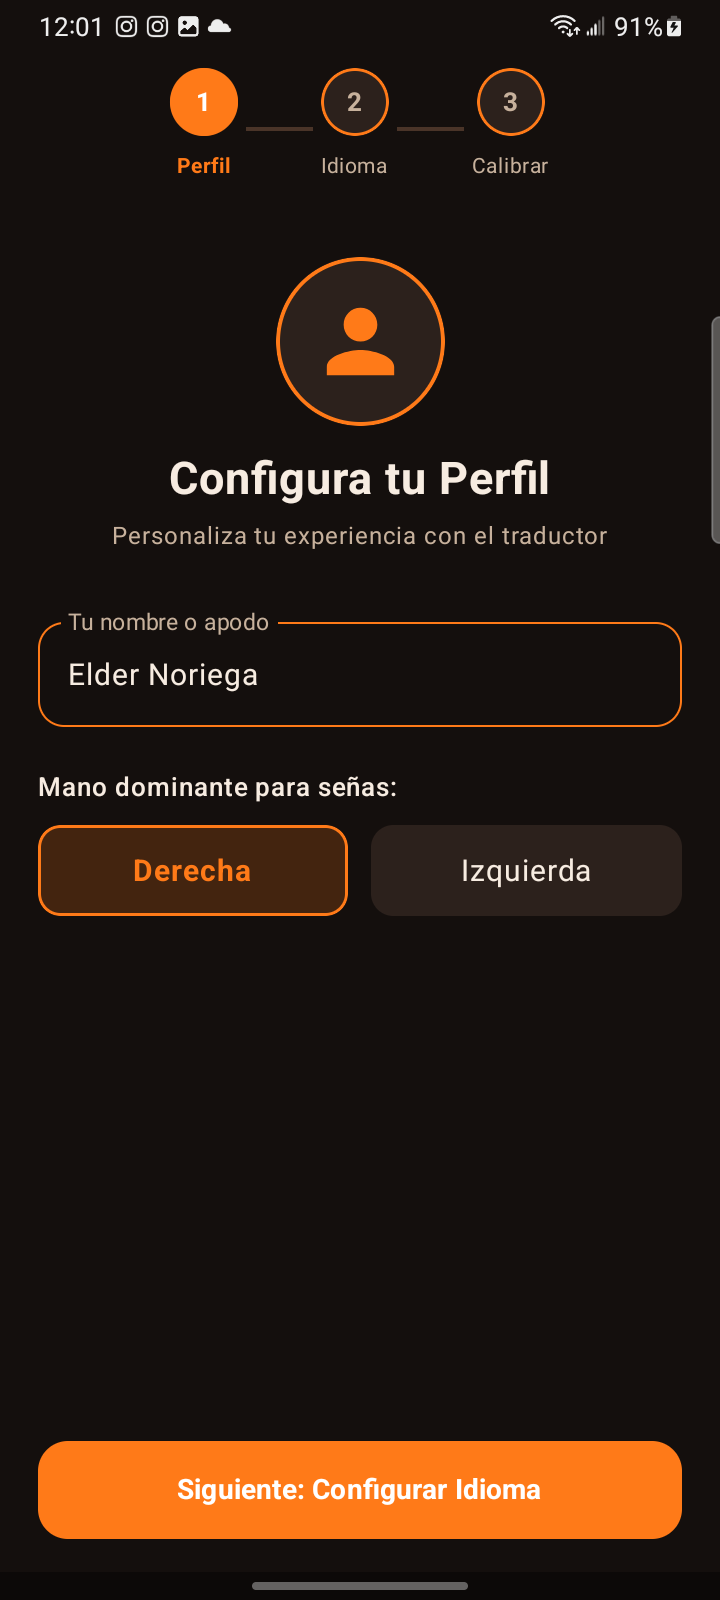 12:01 91%
1 2 3
Perfil Idioma Calibrar
Configura tu Perfil
Personaliza tu experiencia con el traductor
Tu nombre o apodo
Elder Noriega
Mano dominante para señas:
Derecha Izquierda
Siguiente: Configurar Idioma